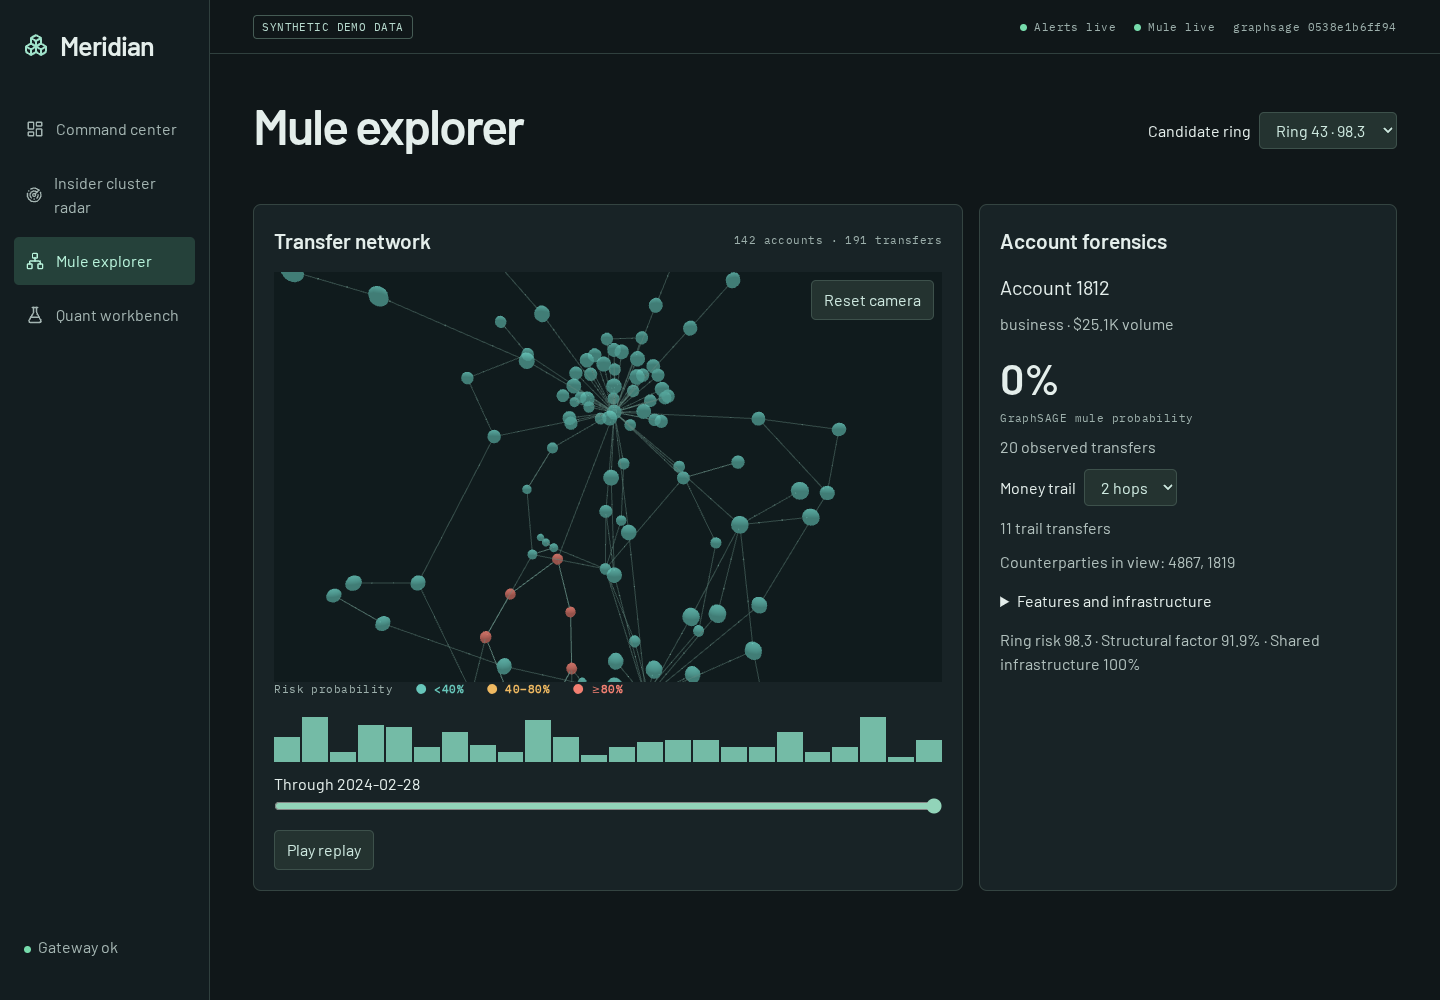 Meridian
Command center
Insider cluster
radar
Mule explorer
Quant workbench
Gateway ok
SYNTHETIC DEMO DATA
Alerts live
Mule live
graphsage 0538e1b6ff94
Mule explorer
Candidate ring
Ring 43 · 98.3
Transfer network
142 accounts · 191 transfers
Reset camera
Risk probability
<40%
40–80%
≥80%
Through 2024-02-28
Play replay
Account forensics
Account 1812
business · $25.1K volume
0%
GraphSAGE mule probability
20 observed transfers
Money trail
2 hops
11 trail transfers
Counterparties in view: 4867, 1819
Features and infrastructure
Ring risk 98.3 · Structural factor 91.9% · Shared
infrastructure 100%